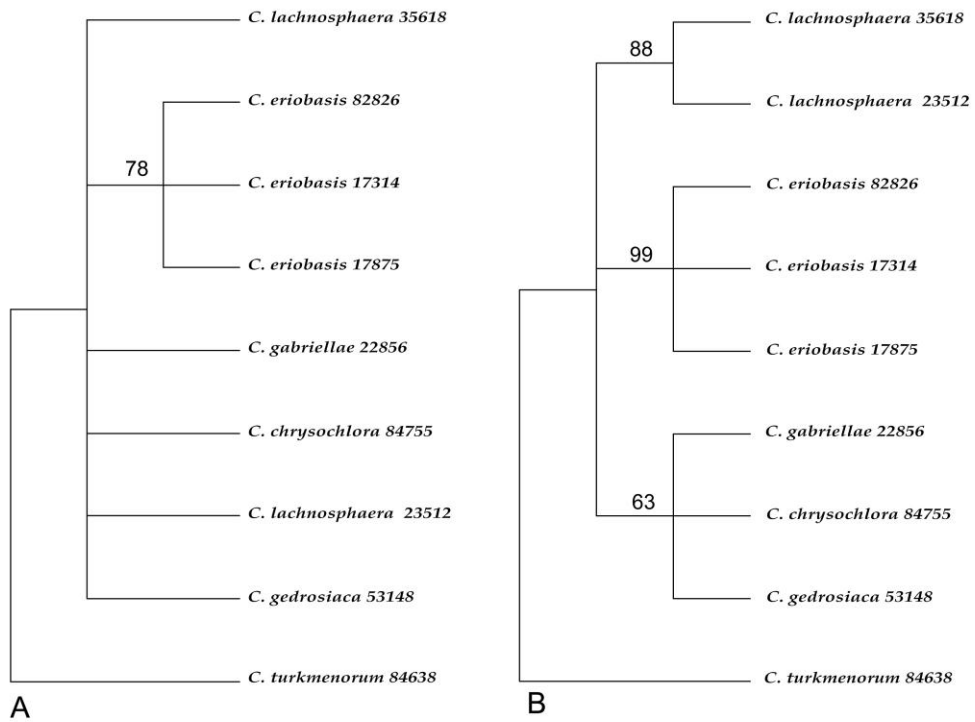 C. lachnosphaera 35618
C. eriobasis 82826
78
C. eriobasis 17314
C. eriobasis 17875
C. gabriellae 22856
C. chrysochlora 84755
C. lachnosphaera 23512
C. gedrosiaca 53148
C. turkmenorum 84638
A
C. lachnosphaera 35618
88
C. lachnosphaera 23512
C. eriobasis 82826
99
C. eriobasis 17314
C. eriobasis 17875
C. gabriellae 22856
63
C. chrysochlora 84755
C. gedrosiaca 53148
C. turkmenorum 84638
B